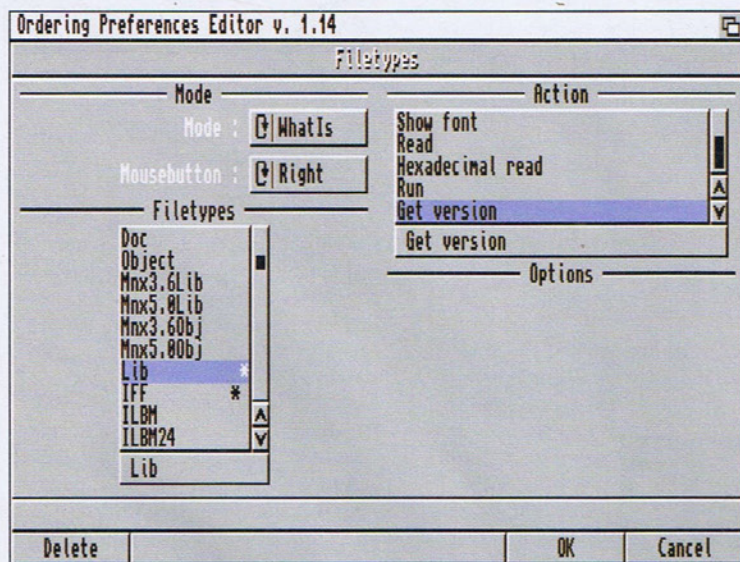 Ordering Preferences Editor v. 1.14
Filetypes
Mode
Mode : WhatIs
Mousebutton : Right
Filetypes
Doc
Object
Mnx3.6Lib
Mnx5.0Lib
Mnx3.6Obj
Mnx5.0Obj
Lib *
IFF *
ILBM
ILBM24
Lib
Action
Show font
Read
Hexadecimal read
Run
Get version
Get version
Options
Delete
OK
Cancel